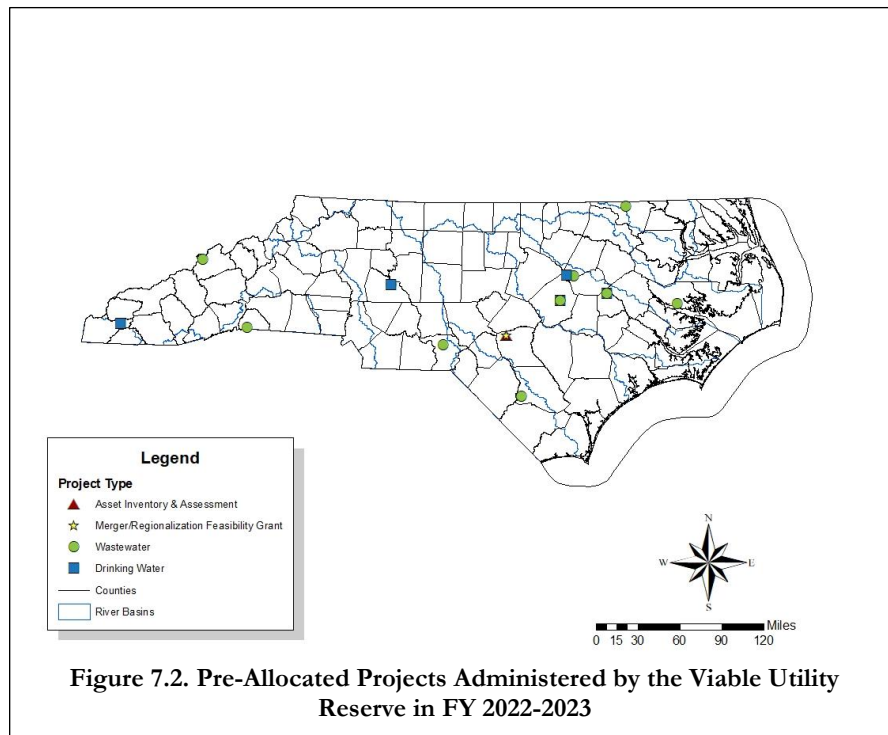 Legend
Project Type
Asset Inventory & Assessment
Merger/Regionalization Feasibility Grant
Wastewater
Drinking Water
Counties
River Basins
N
W E
S
Miles
0 15 30 60 90 120
Figure 7.2. Pre-Allocated Projects Administered by the Viable Utility
Reserve in FY 2022-2023